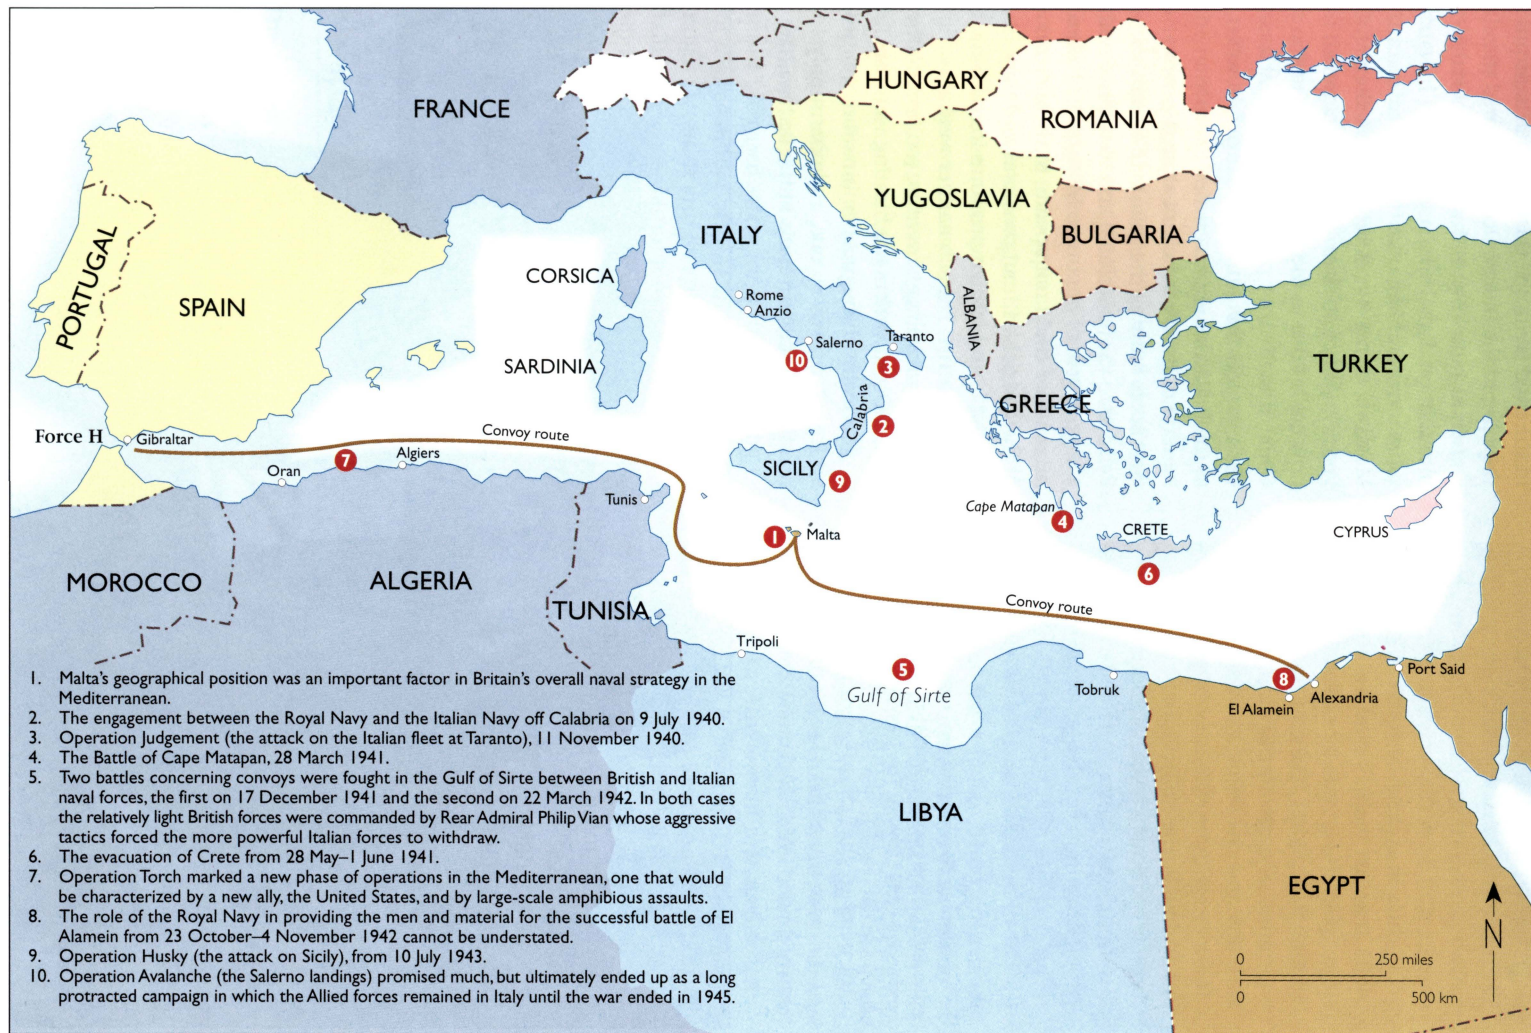 HUNGARY
FRANCE
ROMANIA
YUGOSLAVIA
ITALY
BULGARIA
PORTUGAL
SPAIN
CORSICA
Rome
Anzio
ALBANIA
Salerno
Taranto
10
3
SARDINIA
TURKEY
GREECE
Calabria
2
Force H
Gibraltar
Convoy route
7
Algiers
Oran
SICILY
9
Tunis
Cape Matapan
4
1
Malta
CRETE
CYPRUS
6
MOROCCO
ALGERIA
TUNISIA
Convoy route
Tripoli
5
Gulf of Sirte
Tobruk
8
El Alamein
Alexandria
Port Said
LIBYA
EGYPT
1. Malta's geographical position was an important factor in Britain's overall naval strategy in the
Mediterranean.
2. The engagement between the Royal Navy and the Italian Navy off Calabria on 9 July 1940.
3. Operation Judgement (the attack on the Italian fleet at Taranto), 11 November 1940.
4. The Battle of Cape Matapan, 28 March 1941.
5. Two battles concerning convoys were fought in the Gulf of Sirte between British and Italian
naval forces, the first on 17 December 1941 and the second on 22 March 1942. In both cases
the relatively light British forces were commanded by Rear Admiral Philip Vian whose aggressive
tactics forced the more powerful Italian forces to withdraw.
6. The evacuation of Crete from 28 May–1 June 1941.
7. Operation Torch marked a new phase of operations in the Mediterranean, one that would
be characterized by a new ally, the United States, and by large-scale amphibious assaults.
8. The role of the Royal Navy in providing the men and material for the successful battle of El
Alamein from 23 October–4 November 1942 cannot be understated.
9. Operation Husky (the attack on Sicily), from 10 July 1943.
10. Operation Avalanche (the Salerno landings) promised much, but ultimately ended up as a long
protracted campaign in which the Allied forces remained in Italy until the war ended in 1945.
N
0 250 miles
0 500 km